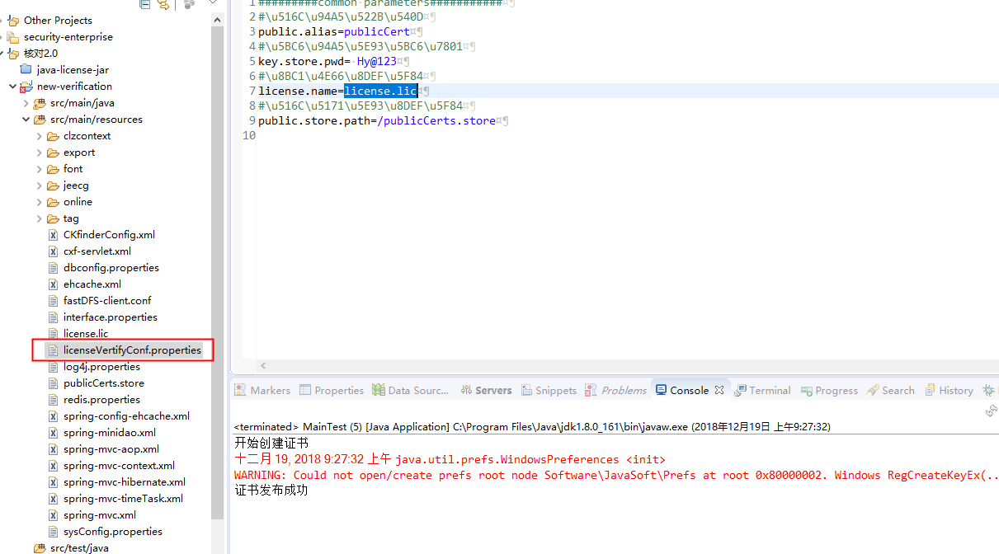 Other Projects
security-enterprise
核对2.0
java-license-jar
new-verification
src/main/java
src/main/resources
clzcontext
export
font
jeecg
online
tag
CKfinderConfig.xml
cxf-servlet.xml
dbconfig.properties
ehcache.xml
fastDFS-client.conf
interface.properties
license.lic
licenseVertifyConf.properties
log4j.properties
publicCerts.store
redis.properties
spring-config-ehcache.xml
spring-minidao.xml
spring-mvc-aop.xml
spring-mvc-context.xml
spring-mvc-hibernate.xml
spring-mvc-timeTask.xml
spring-mvc.xml
sysConfig.properties
src/test/java
1 #########common parameters###########¤¶
2 #\u516C\u94A5\u522B\u540D¤¶
3 public.alias=publicCert¤¶
4 #\u5BC6\u94A5\u5E93\u5BC6\u7801¤¶
5 key.store.pwd=·Hy@123¤¶
6 #\u8BC1\u4E66\u8DEF\u5F84¤¶
7 license.name=license.lic¤¶
8 #\u516C\u5171\u5E93\u8DEF\u5F84¤¶
9 public.store.path=/publicCerts.store¤¶
10
Markers Properties Data Sourc... Servers Snippets Problems Console Terminal Progress Search History
<terminated> MainTest (5) [Java Application] C:\Program Files\Java\jdk1.8.0_161\bin\javaw.exe (2018年12月19日 上午9:27:32)
开始创建证书
十二月 19, 2018 9:27:32 上午 java.util.prefs.WindowsPreferences <init>
WARNING: Could not open/create prefs root node Software\JavaSoft\Prefs at root 0x80000002. Windows RegCreateKeyEx(..
证书发布成功